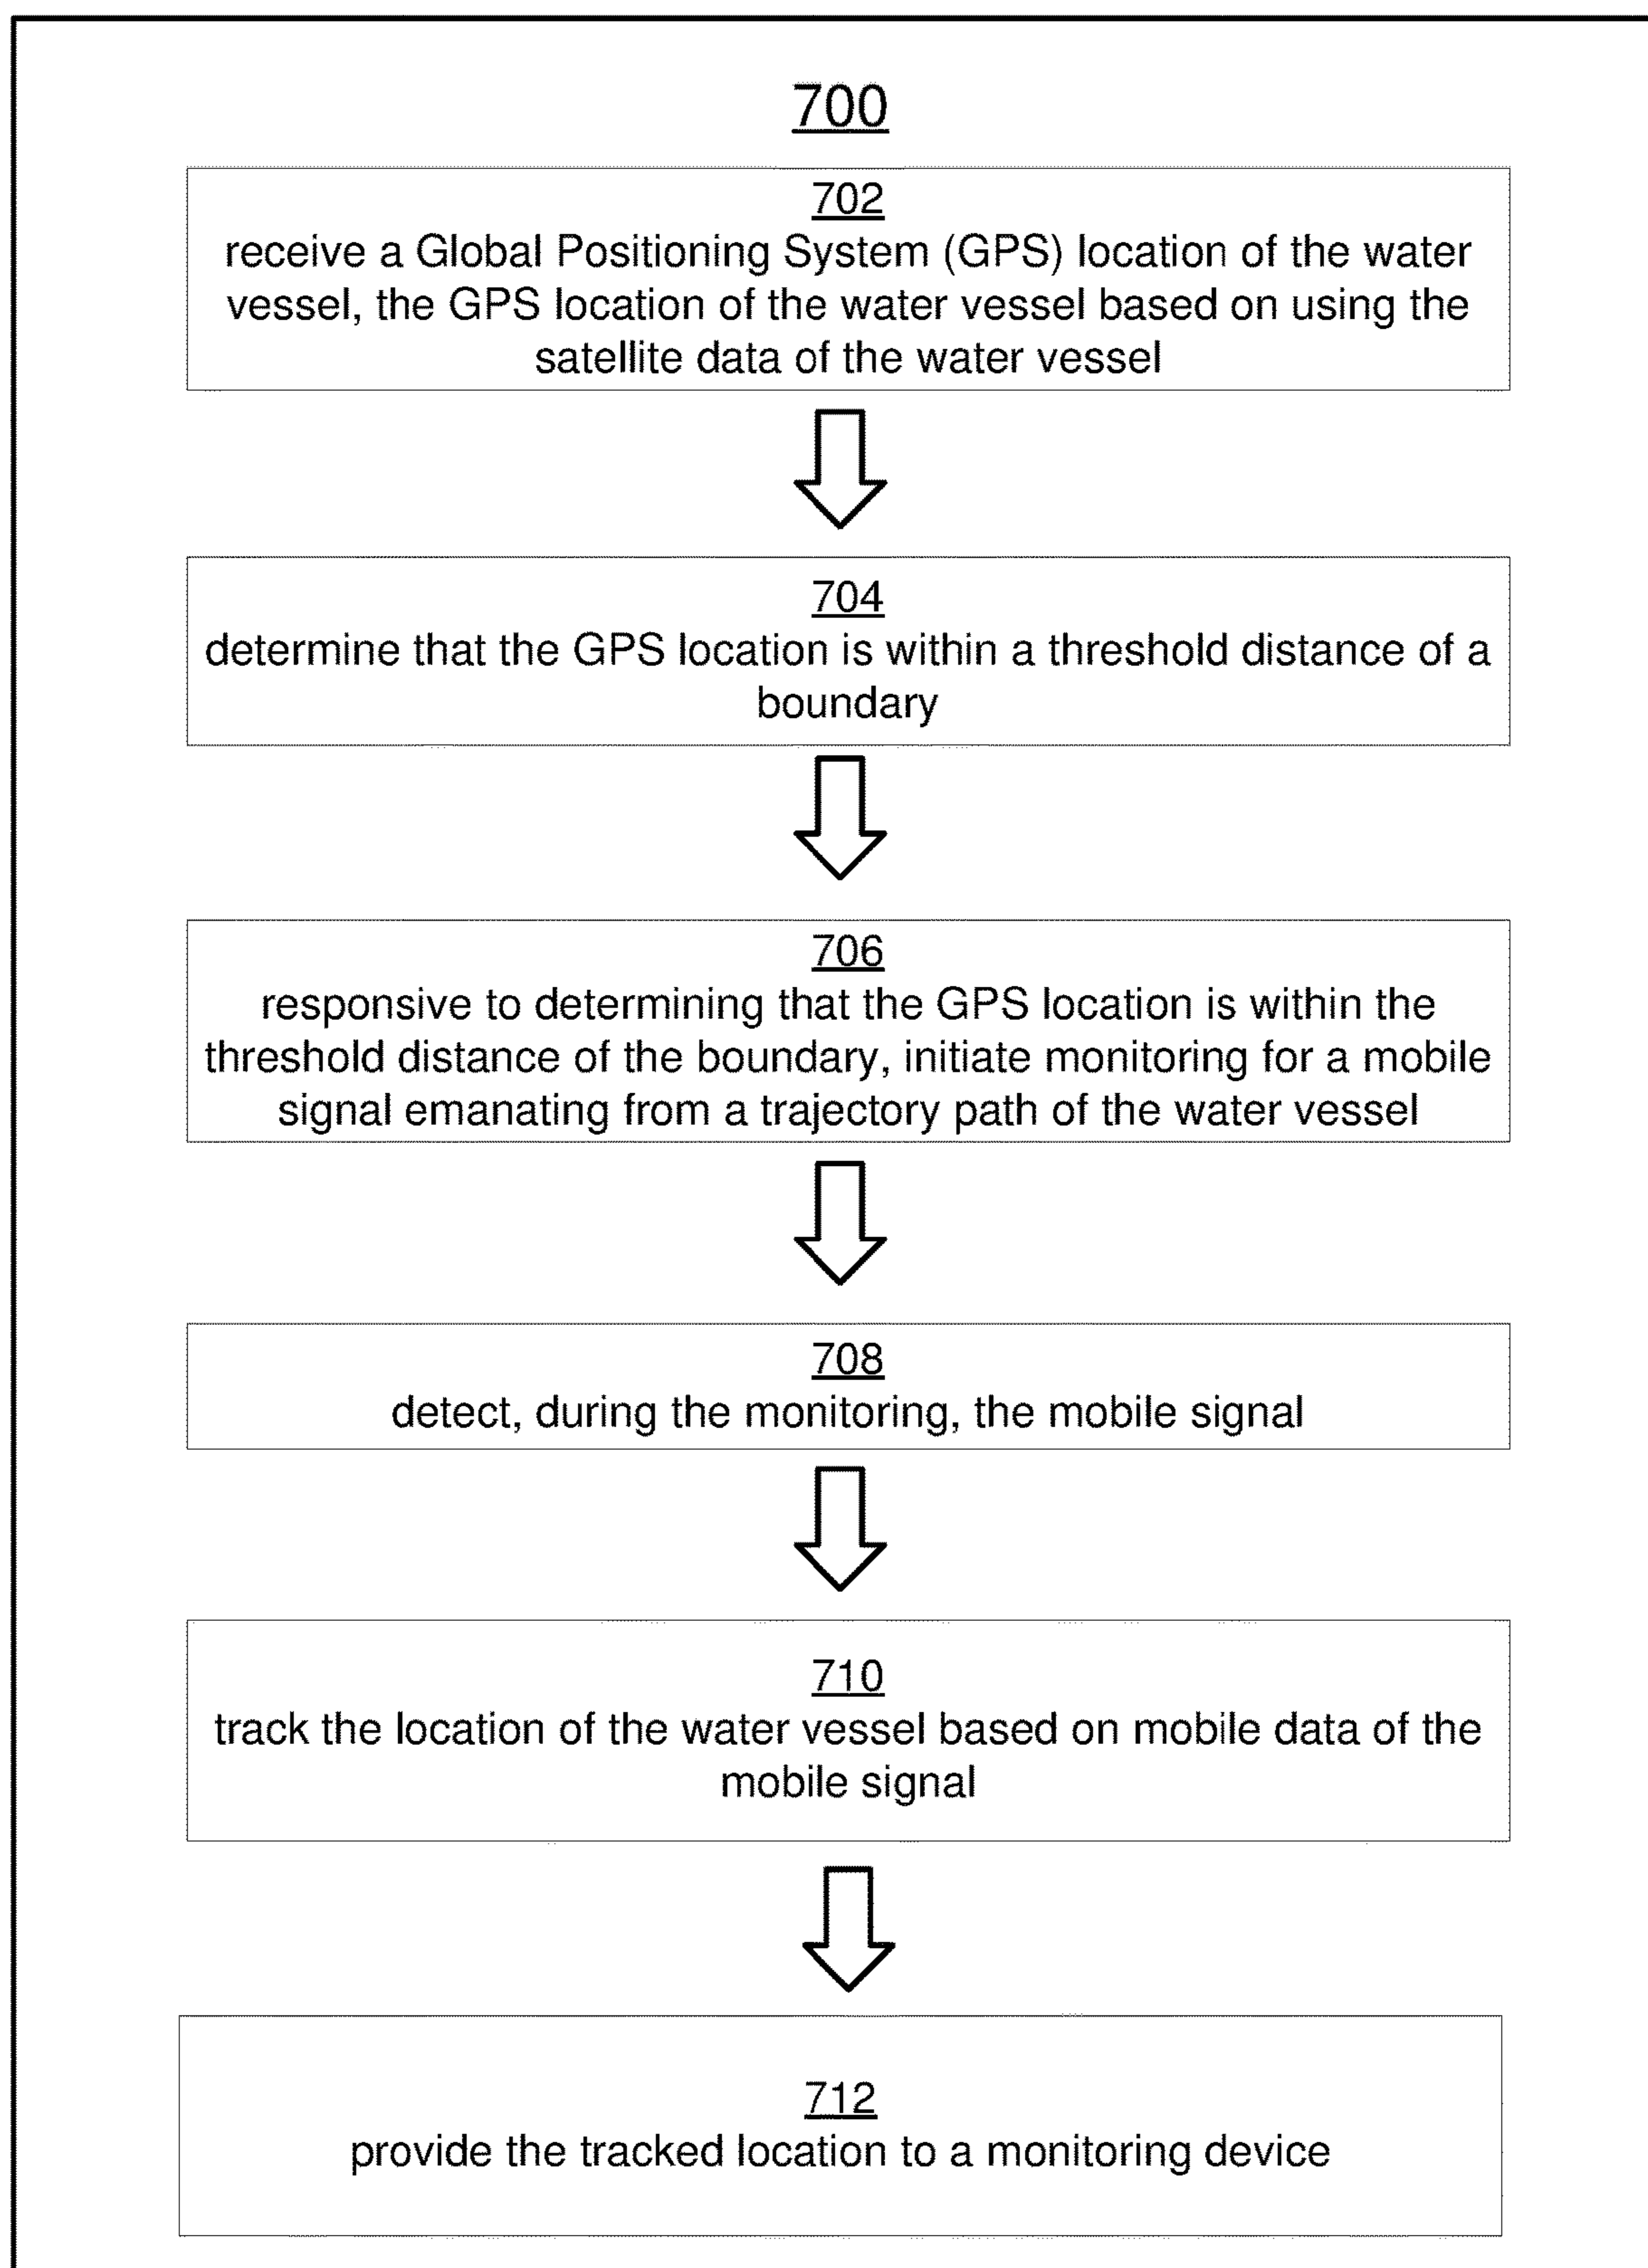 700
702
receive a Global Positioning System (GPS) location of the water
vessel, the GPS location of the water vessel based on using the
satellite data of the water vessel
704
determine that the GPS location is within a threshold distance of a
boundary
706
responsive to determining that the GPS location is within the
threshold distance of the boundary, initiate monitoring for a mobile
signal emanating from a trajectory path of the water vessel
708
detect, during the monitoring, the mobile signal
710
track the location of the water vessel based on mobile data of the
mobile signal
712
provide the tracked location to a monitoring device